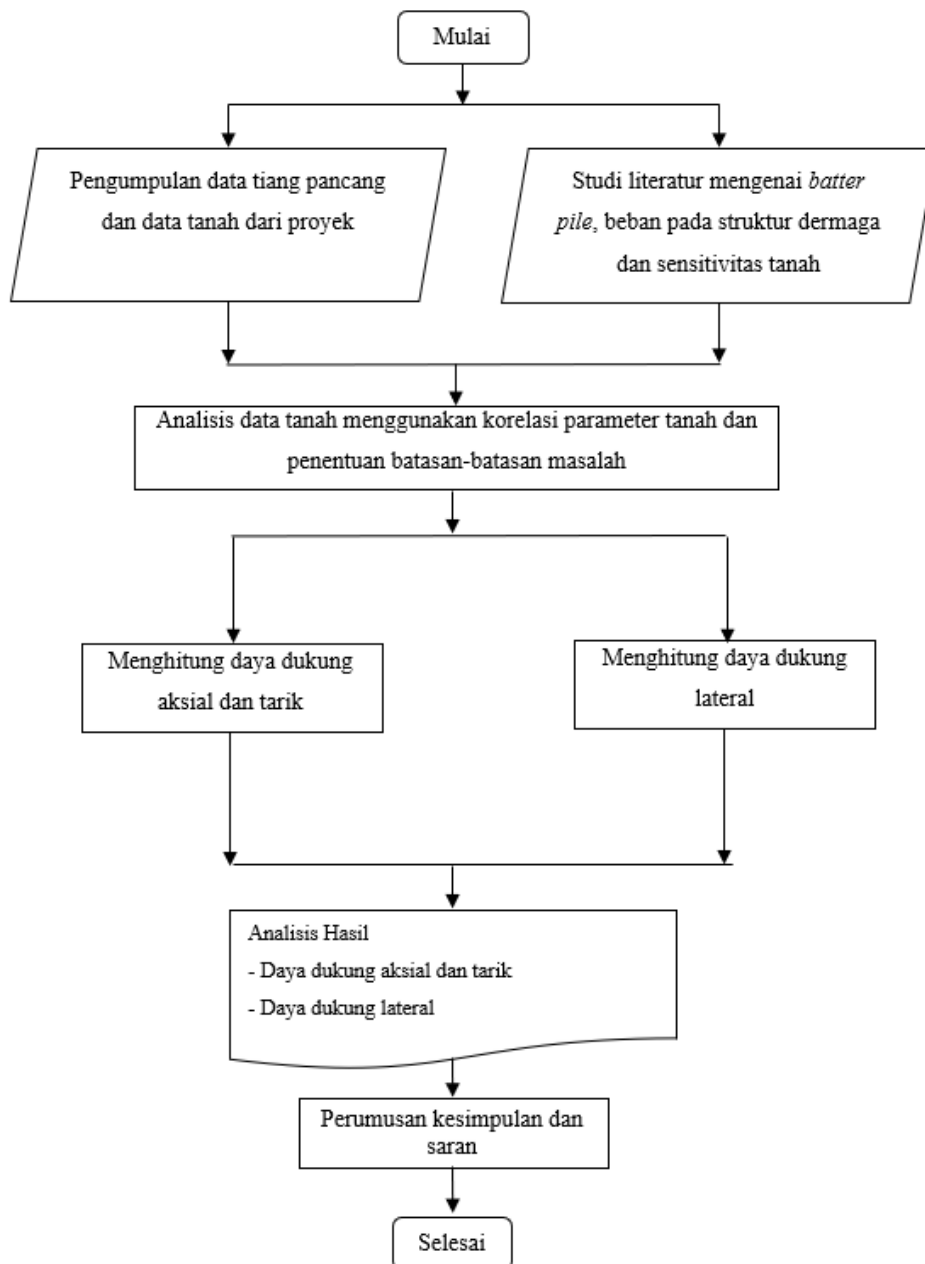 Mulai
Pengumpulan data tiang pancang
dan data tanah dari proyek
Studi literatur mengenai batter
pile, beban pada struktur dermaga
dan sensitivitas tanah
Analisis data tanah menggunakan korelasi parameter tanah dan
penentuan batasan-batasan masalah
Menghitung daya dukung
aksial dan tarik
Menghitung daya dukung
lateral
Analisis Hasil
- Daya dukung aksial dan tarik
- Daya dukung lateral
Perumusan kesimpulan dan
saran
Selesai